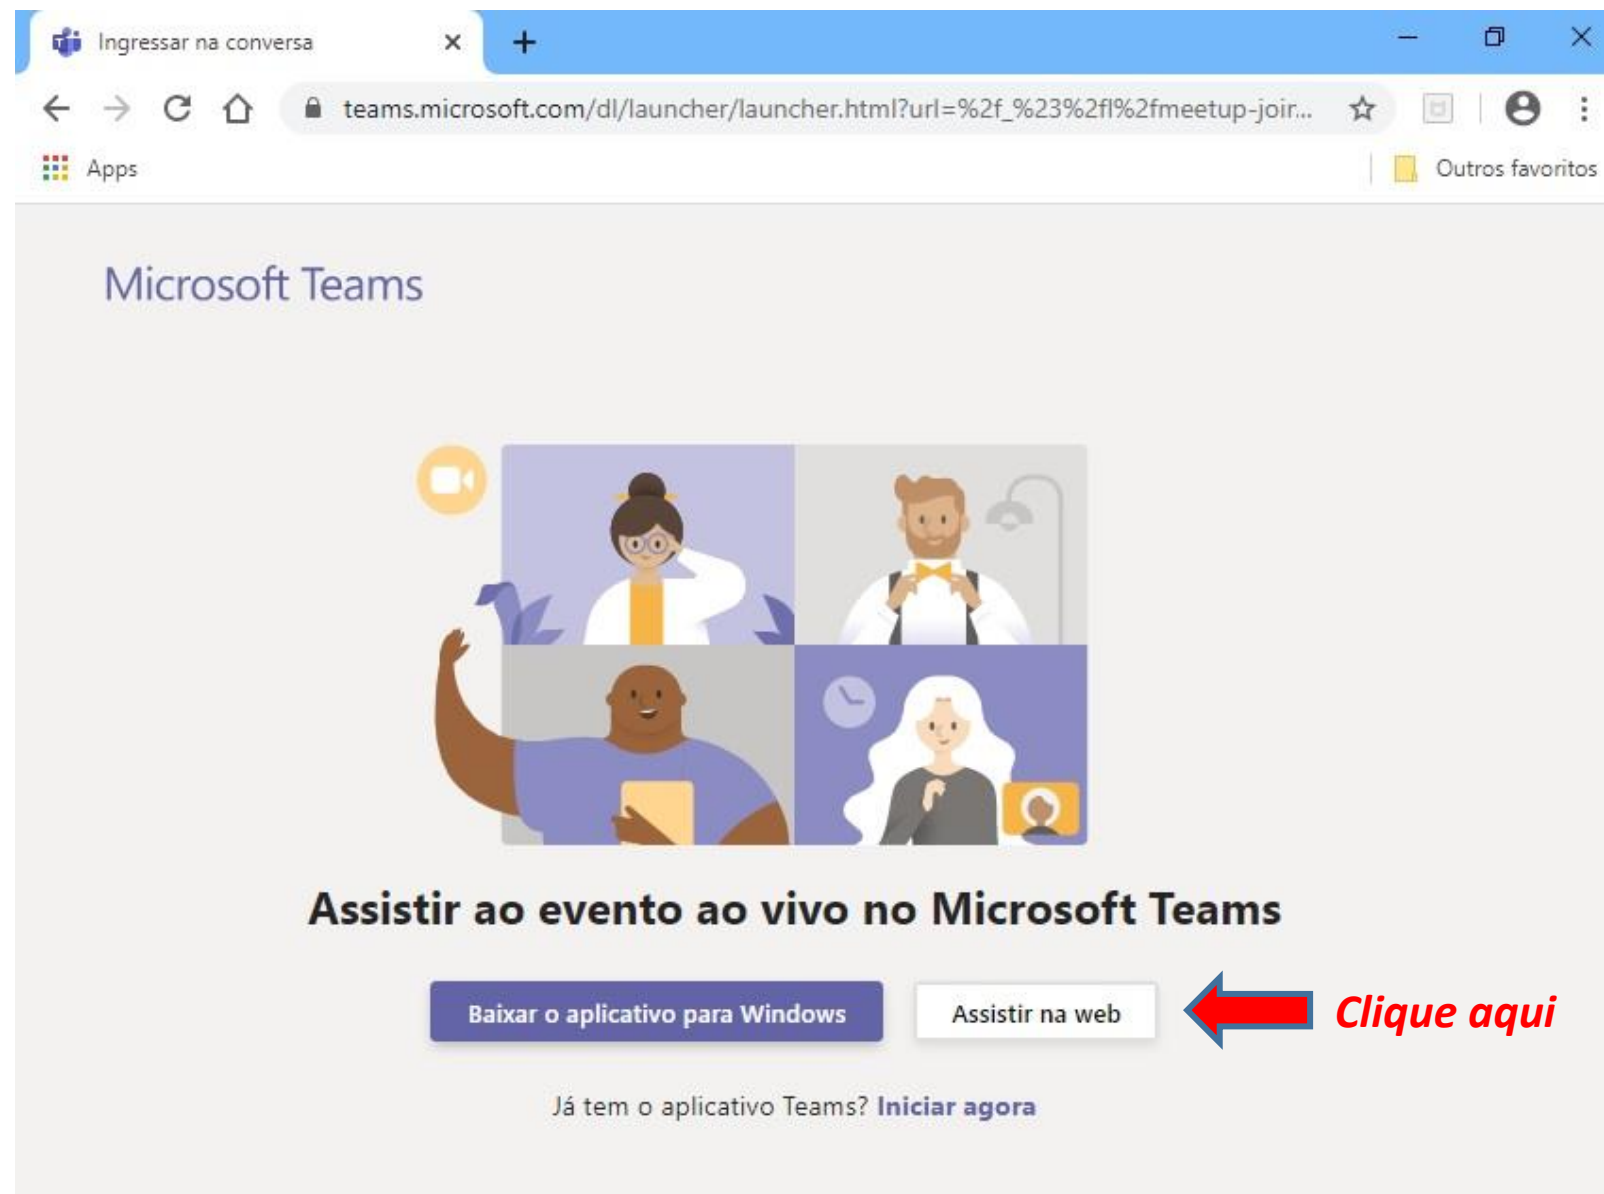 Ingressar na conversa
teams.microsoft.com/dl/launcher/launcher.html?url=%2f_%23%2fl%2fmeetup-joir...
Apps
Outros favoritos
Microsoft Teams
Assistir ao evento ao vivo no Microsoft Teams
Baixar o aplicativo para Windows
Assistir na web
Clique aqui
Já tem o aplicativo Teams? Iniciar agora